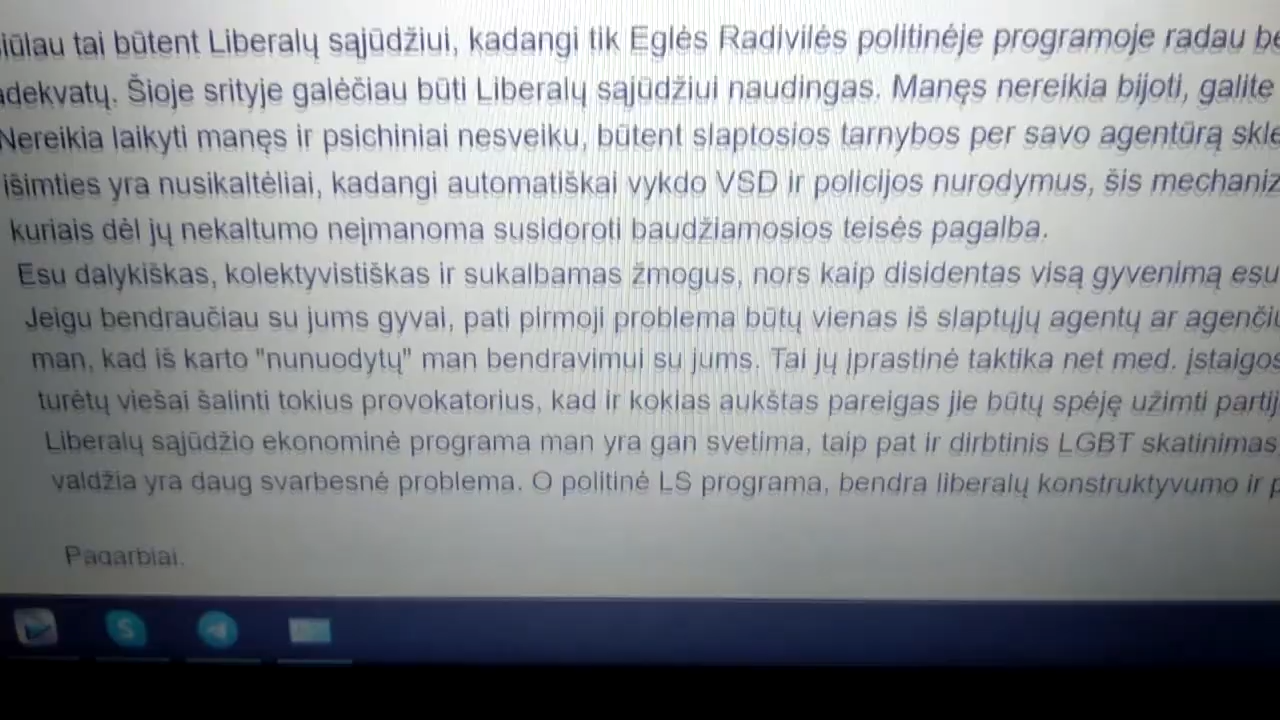 iūlau tai būtent Liberalų sąjūdžiui, kadangi tik Eglės Radivilės politinėje programoje radau be
adekvatų. Šioje srityje galėčiau būti Liberalų sąjūdžiui naudingas. Manęs nereikia bijoti, galite
Nereikia laikyti manęs ir psichiniai nesveiku, būtent slaptosios tarnybos per savo agentūrą skle
išimties yra nusikaltėliai, kadangi automatiškai vykdo VSD ir policijos nurodymus, šis mechaniz
kuriais dėl jų nekaltumo neįmanoma susidoroti baudžiamosios teisės pagalba.
Esu dalykiškas, kolektyvistiškas ir sukalbamas žmogus, nors kaip disidentas visą gyvenimą esu
Jeigu bendraučiau su jums gyvai, pati pirmoji problema būtų vienas iš slaptųjų agentų ar agenčių
man, kad iš karto "nunuodytų" man bendravimui su jums. Tai jų įprastinė taktika net med. įstaigos
turėtų viešai šalinti tokius provokatorius, kad ir kokias aukštas pareigas jie būtų spėję užimti partij
Liberalų sąjūdžio ekonominė programa man yra gan svetima, taip pat ir dirbtinis LGBT skatinimas
valdžia yra daug svarbesnė problema. O politinė LS programa, bendra liberalų konstruktyvumo ir p
Pagarbiai.